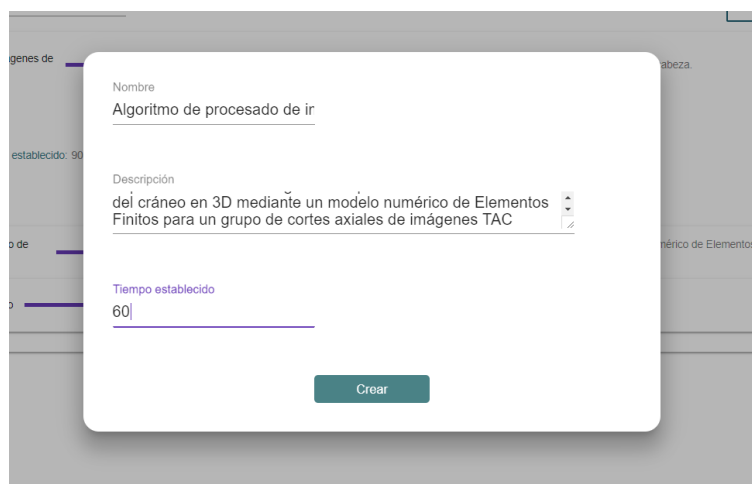 Nombre
Algoritmo de procesado de ir
Descripción
del cráneo en 3D mediante un modelo numérico de Elementos
Finitos para un grupo de cortes axiales de imágenes TAC
Tiempo establecido
60
Crear
ágenes de
abeza.
establecido: 90
o de
mérico de Elementos
o